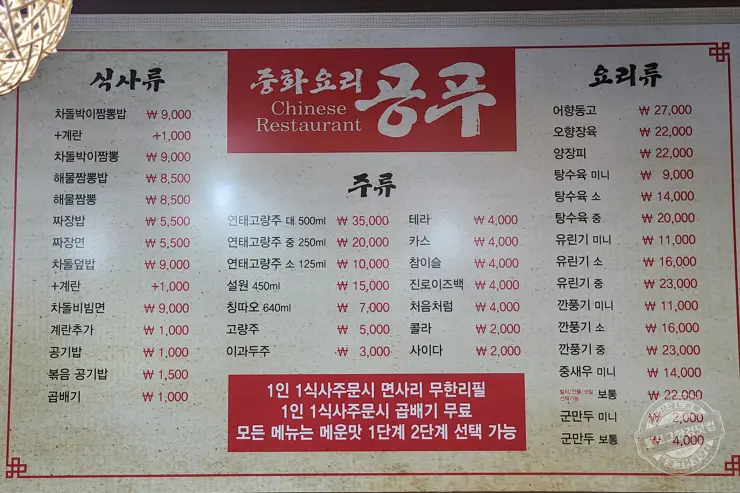 중화요리
Chinese
Restaurant
공푸
식사류
차돌박이짬뽕밥 ₩ 9,000
+계란 +1,000
차돌박이짬뽕 ₩ 9,000
해물짬뽕밥 ₩ 8,500
해물짬뽕 ₩ 8,500
짜장밥 ₩ 5,500
짜장면 ₩ 5,500
차돌덮밥 ₩ 9,000
+계란 +1,000
차돌비빔면 ₩ 9,000
계란추가 ₩ 1,000
공기밥 ₩ 1,000
볶음 공기밥 ₩ 1,500
곱배기 ₩ 1,000
주류
연태고량주 대 500ml ₩ 35,000
연태고량주 중 250ml ₩ 20,000
연태고량주 소 125ml ₩ 10,000
설원 450ml ₩ 15,000
칭따오 640ml ₩ 7,000
고량주 ₩ 5,000
이과두주 ₩ 3,000
테라 ₩ 4,000
카스 ₩ 4,000
참이슬 ₩ 4,000
진로이즈백 ₩ 4,000
처음처럼 ₩ 4,000
콜라 ₩ 2,000
사이다 ₩ 2,000
1인 1식사주문시 면사리 무한리필
1인 1식사주문시 곱배기 무료
모든 메뉴는 매운맛 1단계 2단계 선택 가능
요리류
어향동고 ₩ 27,000
오향장육 ₩ 22,000
양장피 ₩ 22,000
탕수육 미니 ₩ 9,000
탕수육 소 ₩ 14,000
탕수육 중 ₩ 20,000
유린기 미니 ₩ 11,000
유린기 소 ₩ 16,000
유린기 중 ₩ 23,000
깐풍기 미니 ₩ 11,000
깐풍기 소 ₩ 16,000
깐풍기 중 ₩ 23,000
중새우 미니 ₩ 14,000
선택가능 보통 ₩ 22,000
군만두 미니 ₩ 2,000
군만두 보통 ₩ 4,000